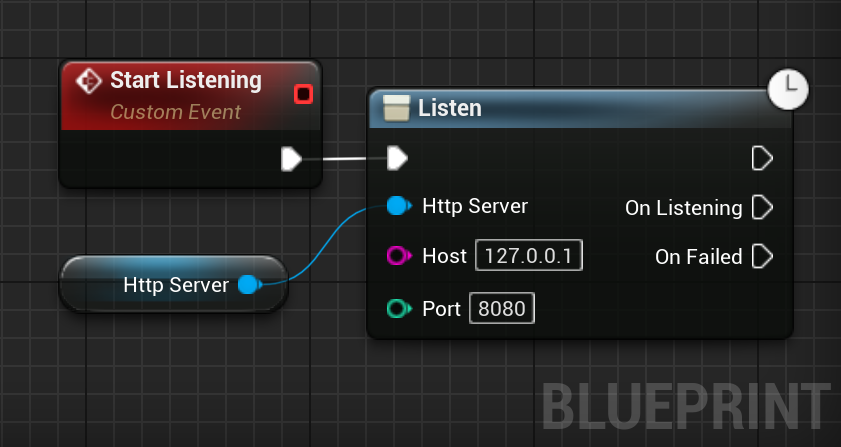 Start Listening
Custom Event
Listen
Http Server
On Listening
Host 127.0.0.1
On Failed
Http Server
Port 8080
BLUEPRINT